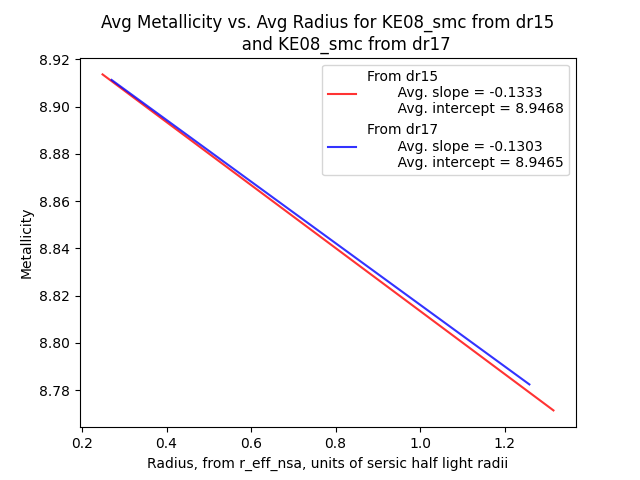 Avg Metallicity vs. Avg Radius for KE08_smc from dr15
and KE08_smc from dr17
8.92
8.90
8.88
8.86
8.84
8.82
8.80
8.78
Metallicity
From dr15
Avg. slope = -0.1333
Avg. intercept = 8.9468
From dr17
Avg. slope = -0.1303
Avg. intercept = 8.9465
0.2 0.4 0.6 0.8 1.0 1.2
Radius, from r_eff_nsa, units of sersic half light radii